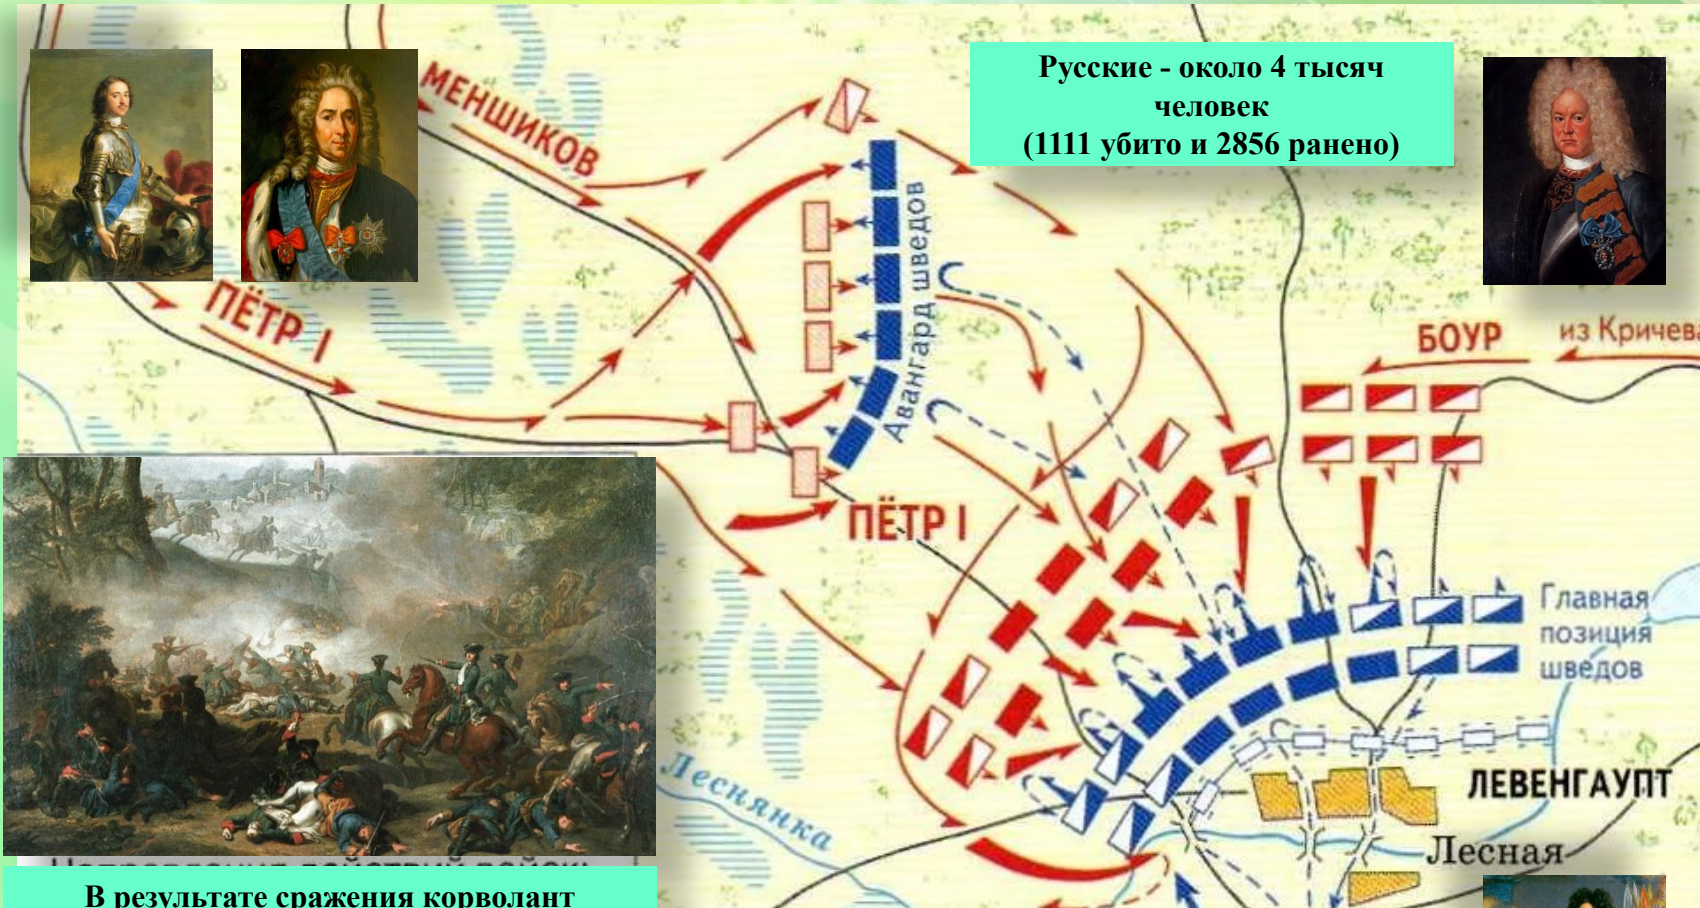 Русские - около 4 тысяч
человек
(1111 убито и 2856 ранено)
МЕНШИКОВ
ПЁТР I
Авангард шведов
БОУР
из Кричева
ПЁТР I
Главная
позиция
шведов
Леснянка
ЛЕВЕНГАУПТ
Лесная
В результате сражения корволант